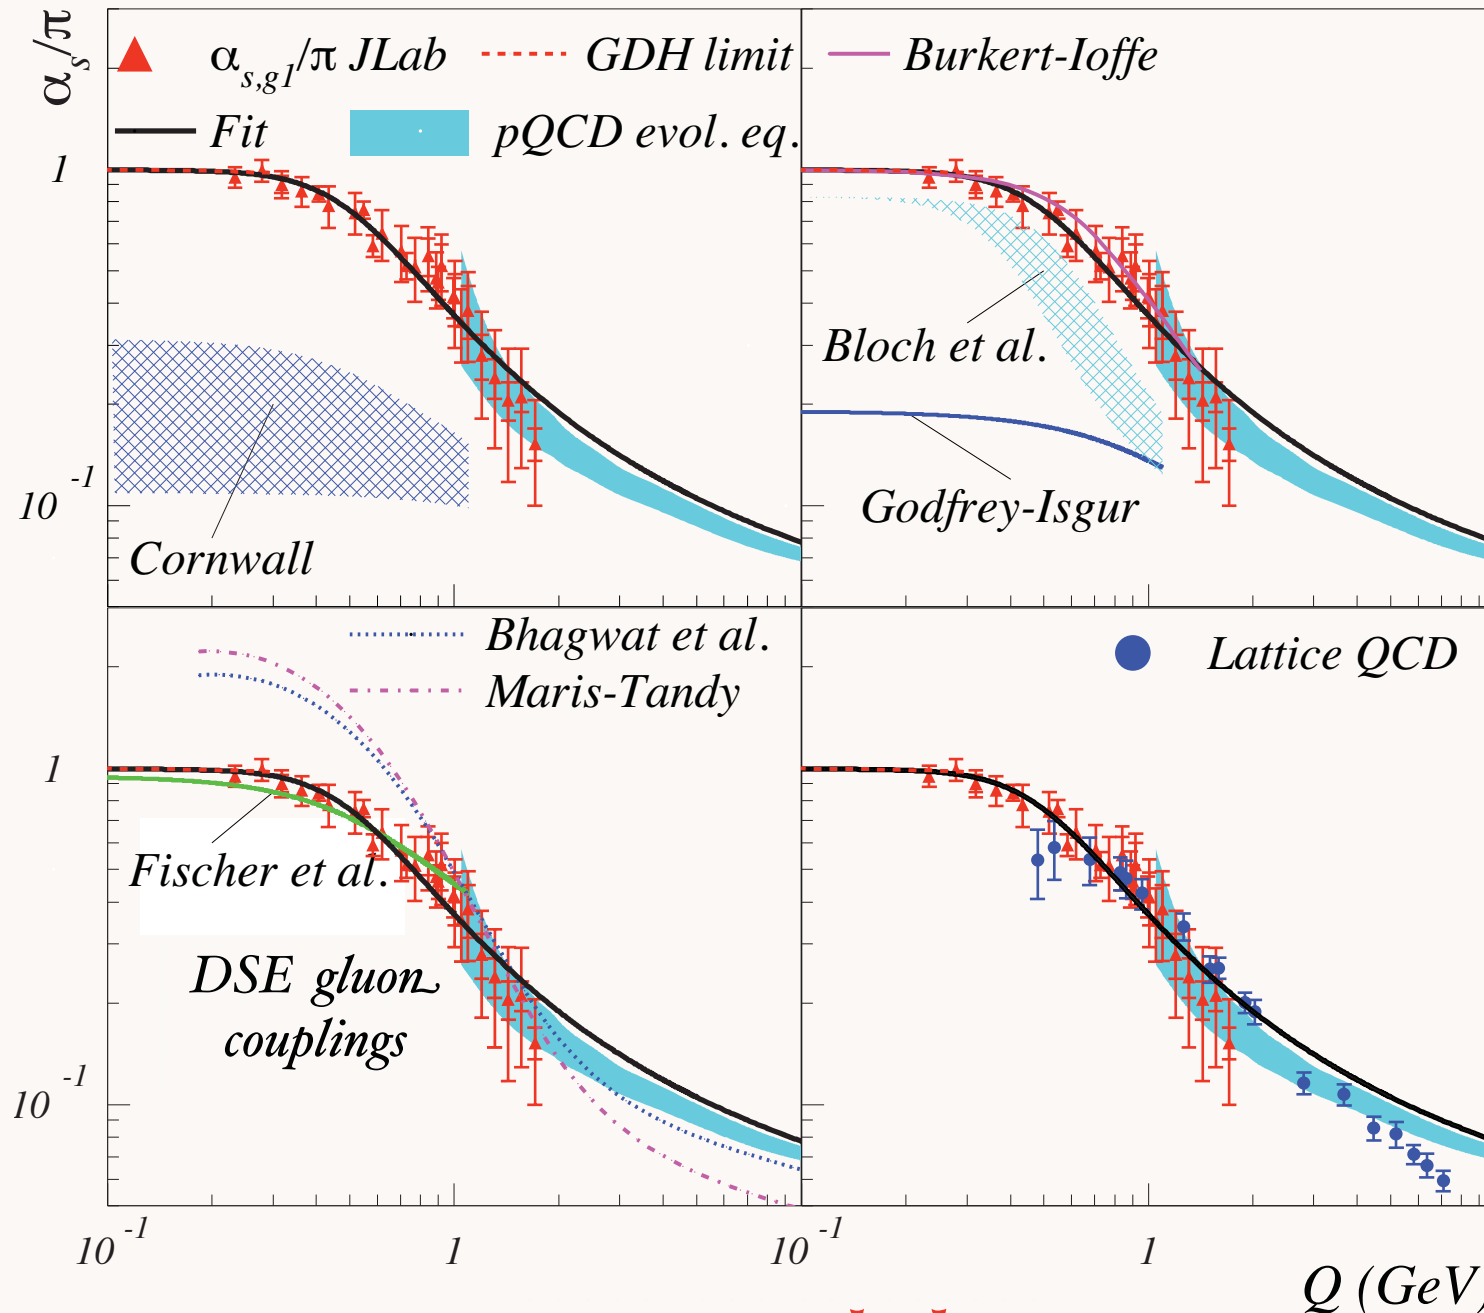 α_s/π
α_{s,g1}/π JLab
GDH limit
Burkert-Ioffe
Fit
pQCD evol. eq.
1
Bloch et al.
10^{-1}
Godfrey-Isgur
Cornwall
Bhagwat et al.
Lattice QCD
Maris-Tandy
1
Fischer et al.
DSE gluon
couplings
10^{-1}
10^{-1}
1
10^{-1}
1
Q (GeV)